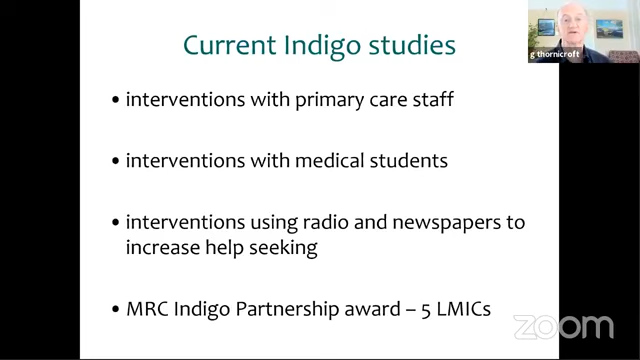 Current Indigo studies
g thornicroft
• interventions with primary care staff
• interventions with medical students
• interventions using radio and newspapers to
increase help seeking
• MRC Indigo Partnership award – 5 LMICs
zoom